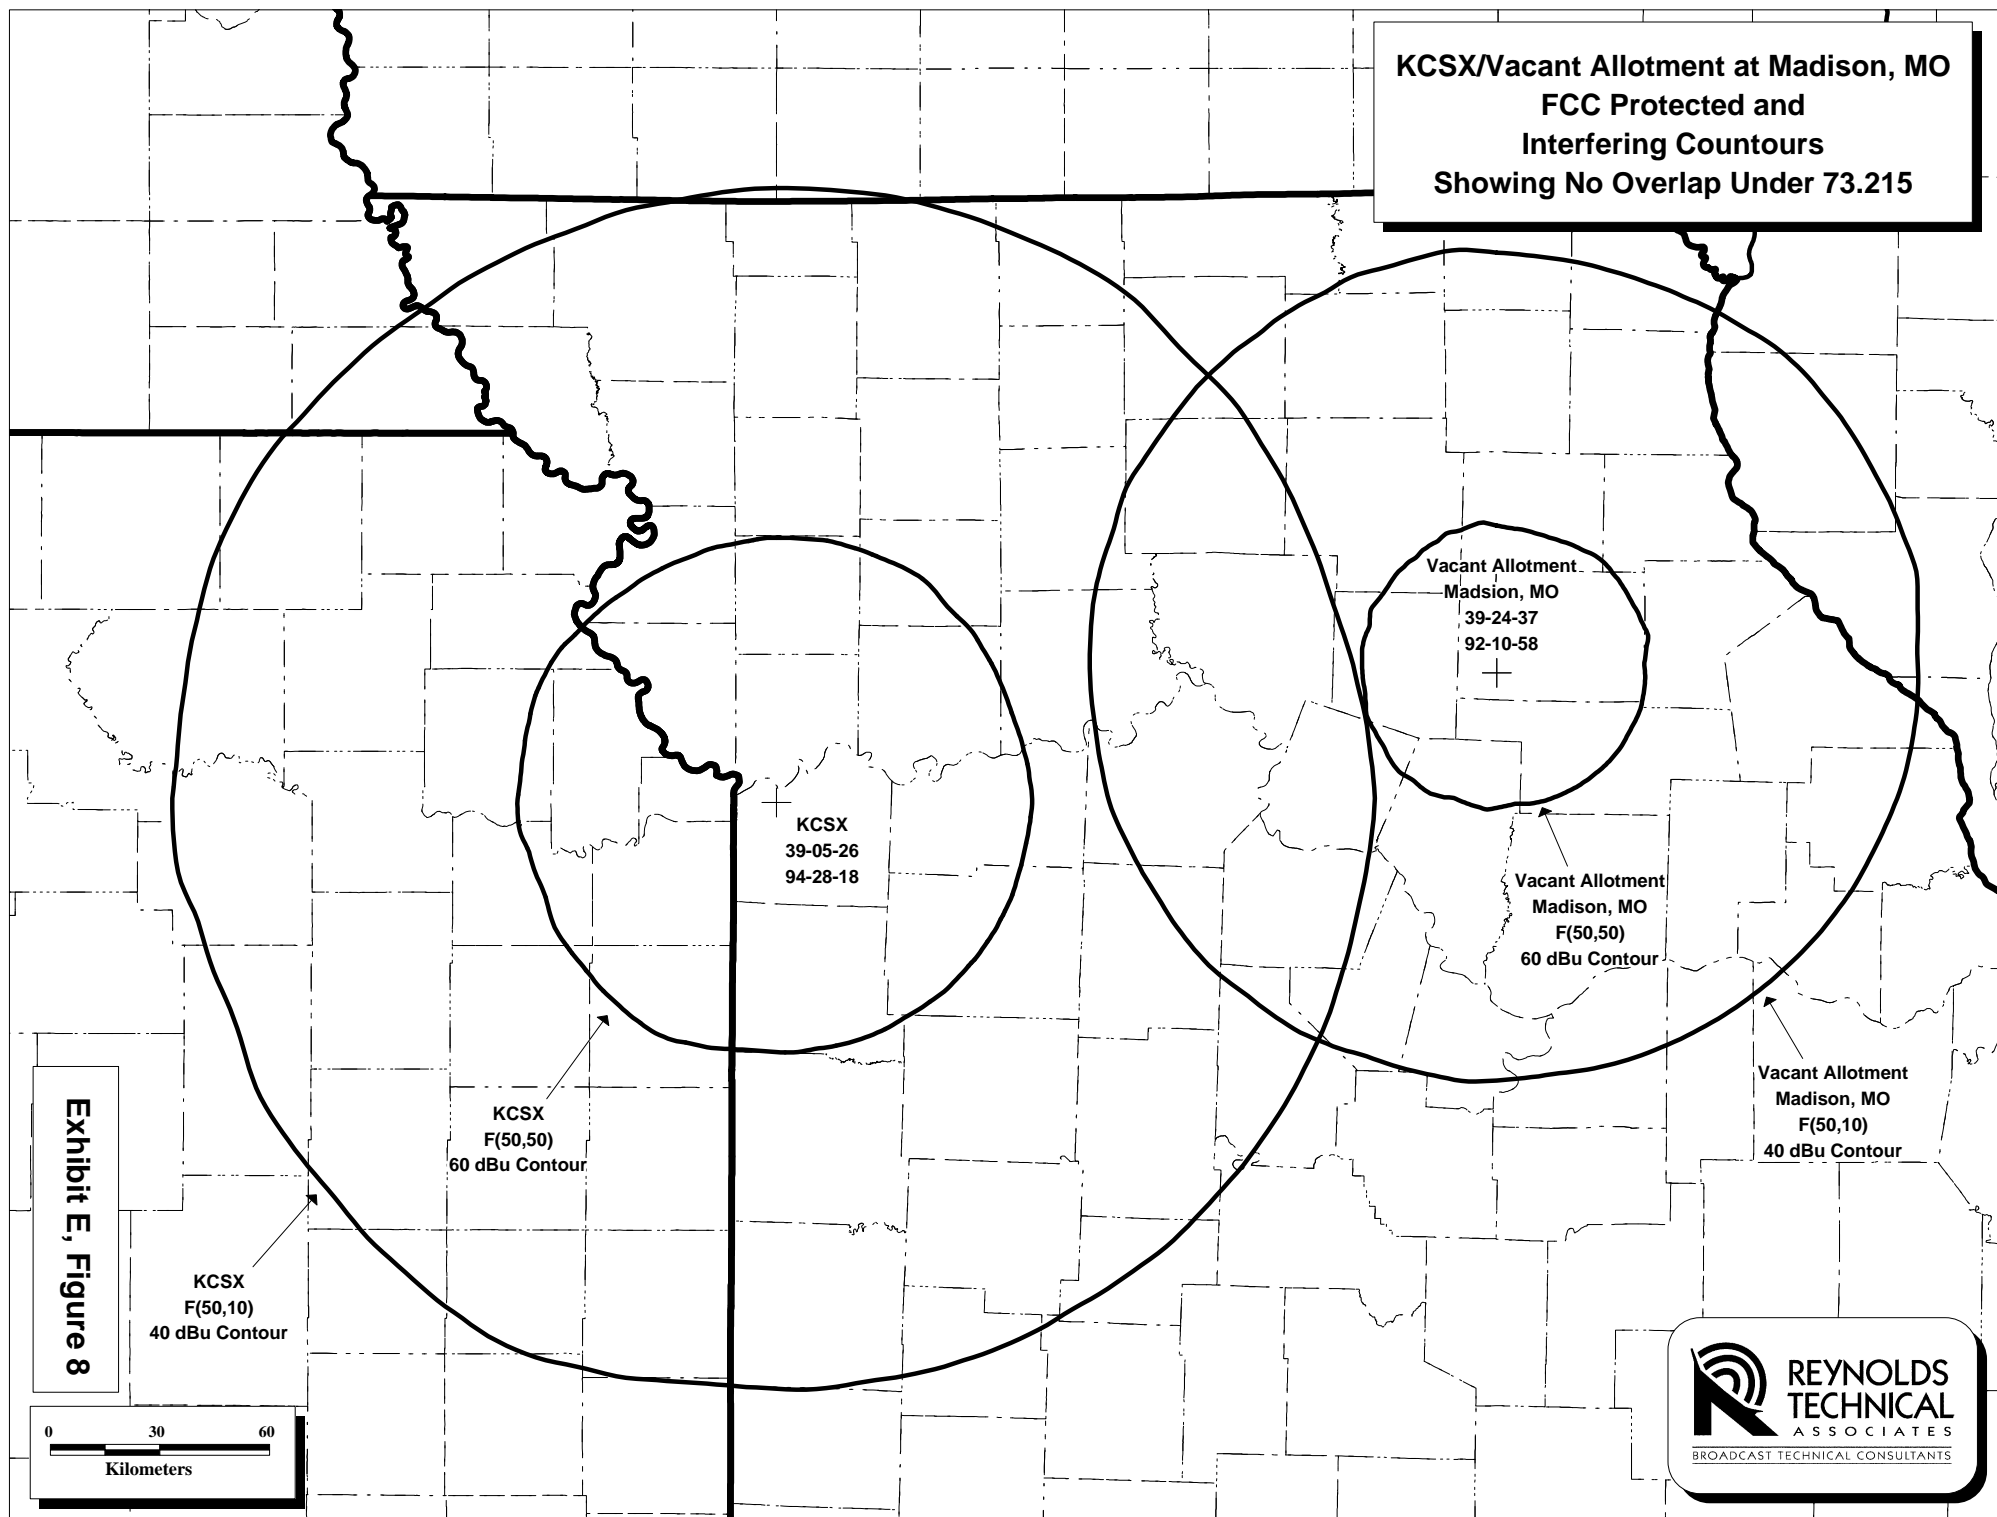 KCSX/Vacant Allotment at Madison, MO
FCC Protected and
Interfering Countours
Showing No Overlap Under 73.215
Vacant Allotment
Madsion, MO
39-24-37
92-10-58
KCSX
39-05-26
94-28-18
Vacant Allotment
Madison, MO
F(50,50)
60 dBu Contour
Vacant Allotment
Madison, MO
F(50,10)
40 dBu Contour
KCSX
F(50,50)
60 dBu Contour
KCSX
F(50,10)
40 dBu Contour
Exhibit E, Figure 8
0 30 60
Kilometers
REYNOLDS
TECHNICAL
ASSOCIATES
BROADCAST TECHNICAL CONSULTANTS